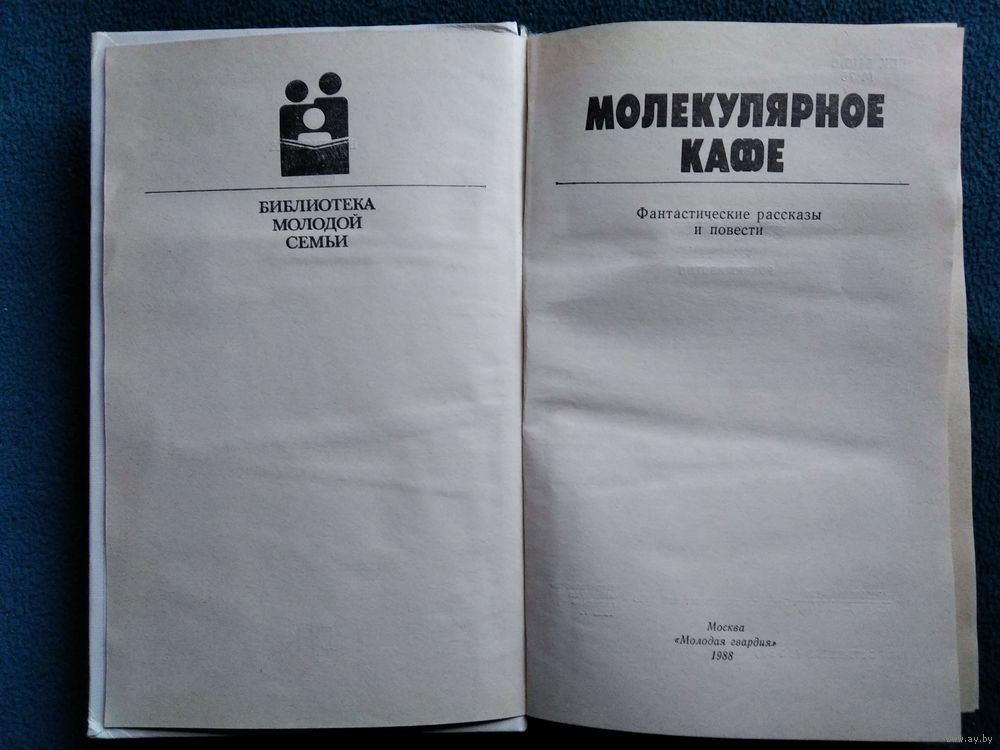 БИБЛИОТЕКА
МОЛОДОЙ
СЕМЬИ
МОЛЕКУЛЯРНОЕ
КАФЕ
Фантастические рассказы
и повести
Москва
«Молодая гвардия»
1988
www.ay.by